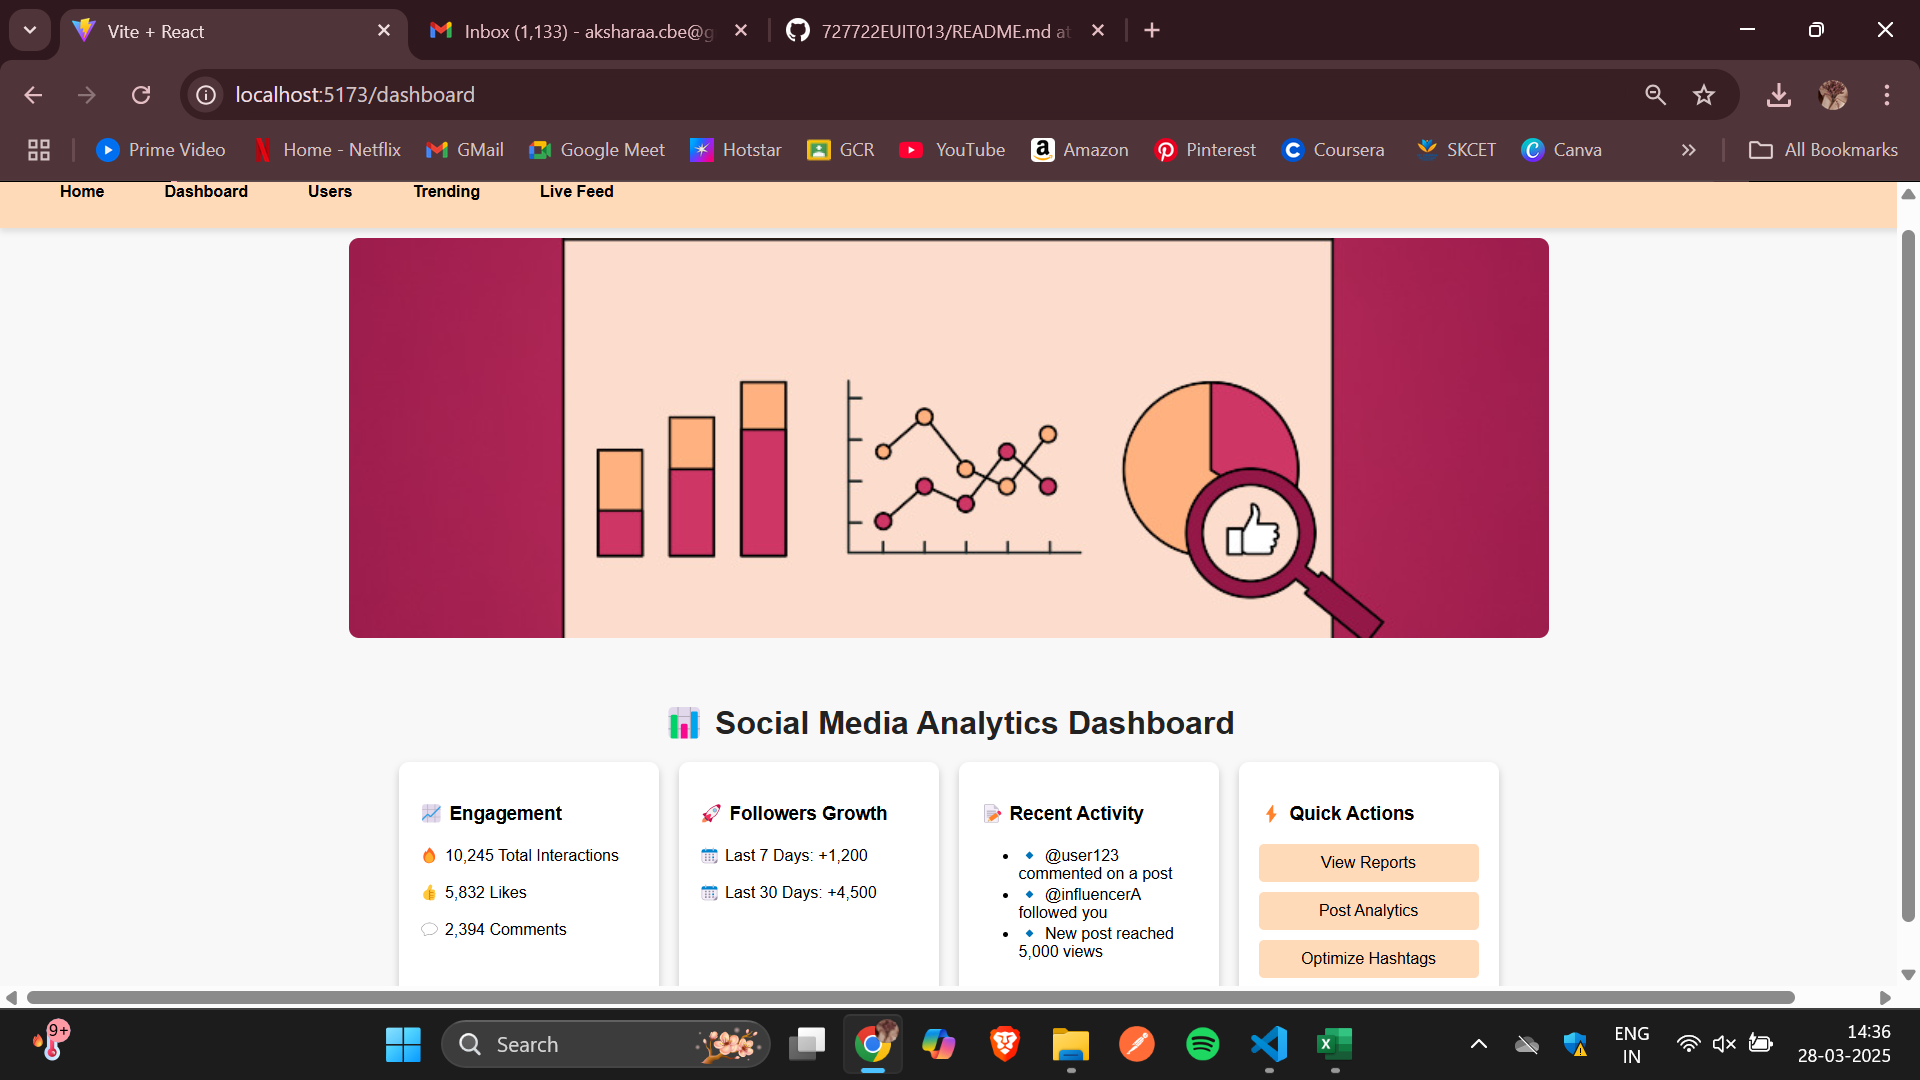 Vite + React
Inbox (1,133) - aksharaa.cbe@g
727722EUIT013/README.md at
localhost:5173/dashboard
Prime Video
Home - Netflix
GMail
Google Meet
Hotstar
GCR
YouTube
Amazon
Pinterest
Coursera
SKCET
Canva
All Bookmarks
Home
Dashboard
Users
Trending
Live Feed
Social Media Analytics Dashboard
Engagement
10,245 Total Interactions
5,832 Likes
2,394 Comments
Followers Growth
Last 7 Days: +1,200
Last 30 Days: +4,500
Recent Activity
@user123
commented on a post
@influencerA
followed you
New post reached
5,000 views
Quick Actions
View Reports
Post Analytics
Optimize Hashtags
9+
Search
ENG
IN
14:36
28-03-2025